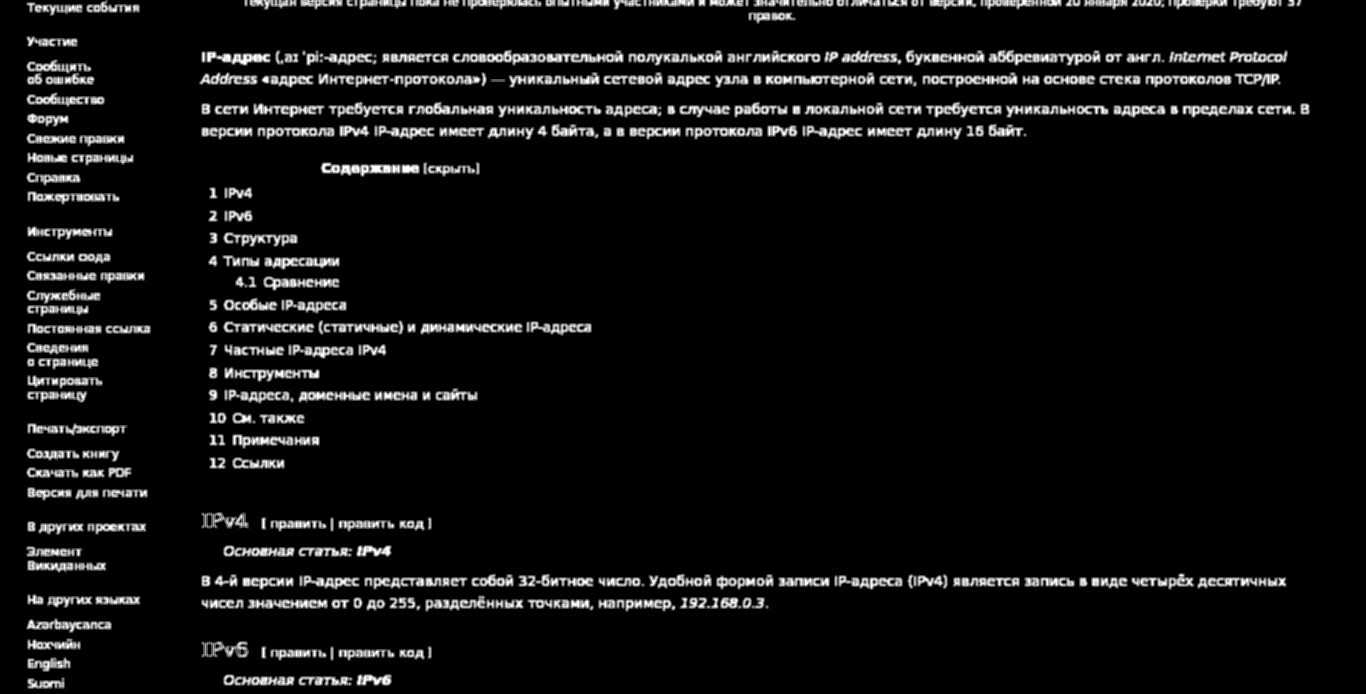 Текущая версия страницы пока не проверялась опытными участниками и может значительно отличаться от версии, проверенной 20 января 2020; проверки требуют 37
правок.
Текущие события
Участие
Сообщить
об ошибке
Сообщество
Форум
Свежие правки
Новые страницы
Справка
Пожертвовать
Инструменты
Ссылки сюда
Связанные правки
Служебные
страницы
Постоянная ссылка
Сведения
о странице
Цитировать
страницу
Печать/экспорт
Создать книгу
Скачать как PDF
Версия для печати
В других проектах
Элемент
Викиданных
На других языках
Azərbaycanca
Нохчийн
English
Suomi
IP-адрес (ˌaɪ ˈpiː-адрес; является словообразовательной полукалькой английского IP address, буквенной аббревиатурой от англ. Internet Protocol
Address «адрес Интернет-протокола») — уникальный сетевой адрес узла в компьютерной сети, построенной на основе стека протоколов TCP/IP.
В сети Интернет требуется глобальная уникальность адреса; в случае работы в локальной сети требуется уникальность адреса в пределах сети. В
версии протокола IPv4 IP-адрес имеет длину 4 байта, а в версии протокола IPv6 IP-адрес имеет длину 16 байт.
Содержание [скрыть]
1 IPv4
2 IPv6
3 Структура
4 Типы адресации
4.1 Сравнение
5 Особые IP-адреса
6 Статические (статичные) и динамические IP-адреса
7 Частные IP-адреса IPv4
8 Инструменты
9 IP-адреса, доменные имена и сайты
10 См. также
11 Примечания
12 Ссылки
IPv4 [ править | править код ]
Основная статья: IPv4
В 4-й версии IP-адрес представляет собой 32-битное число. Удобной формой записи IP-адреса (IPv4) является запись в виде четырёх десятичных
чисел значением от 0 до 255, разделённых точками, например, 192.168.0.3.
IPv6 [ править | править код ]
Основная статья: IPv6